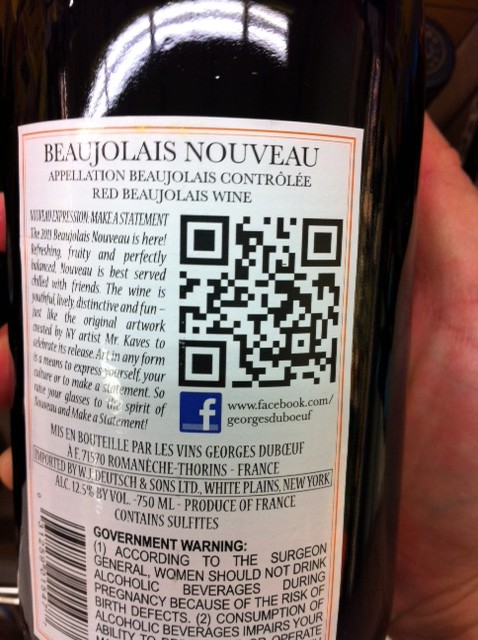 BEAUJOLAIS NOUVEAU
APPELLATION BEAUJOLAIS CONTRÔLÉE
RED BEAUJOLAIS WINE
EXPRESSION: MAKE A STATEMENT
The 2011 Beaujolais Nouveau is here!
Refreshing, fruity and perfectly
balanced, Nouveau is best served
chilled with friends. The wine is
youthful, lively, distinctive and fun –
just like the original artwork
created by NY artist Mr. Kaves to
celebrate its release. Art in any form
is a means to express yourself, your
culture or to make a statement. So
raise your glasses to the spirit of
Nouveau and Make a Statement!
f
www.facebook.com/
georgesduboeuf
MIS EN BOUTEILLE PAR LES VINS GEORGES DUBŒUF
À F. 71570 ROMANÈCHE-THORINS - FRANCE
IMPORTED BY W. J. DEUTSCH & SONS LTD., WHITE PLAINS, NEW YORK
ALC. 12.5% BY VOL. -750 ML - PRODUCE OF FRANCE
CONTAINS SULFITES
GOVERNMENT WARNING:
(1) ACCORDING TO THE SURGEON
GENERAL, WOMEN SHOULD NOT DRINK
ALCOHOLIC BEVERAGES DURING
PREGNANCY BECAUSE OF THE RISK OF
BIRTH DEFECTS. (2) CONSUMPTION OF
ALCOHOLIC BEVERAGES IMPAIRS YOUR
ABILITY TO OPERATE